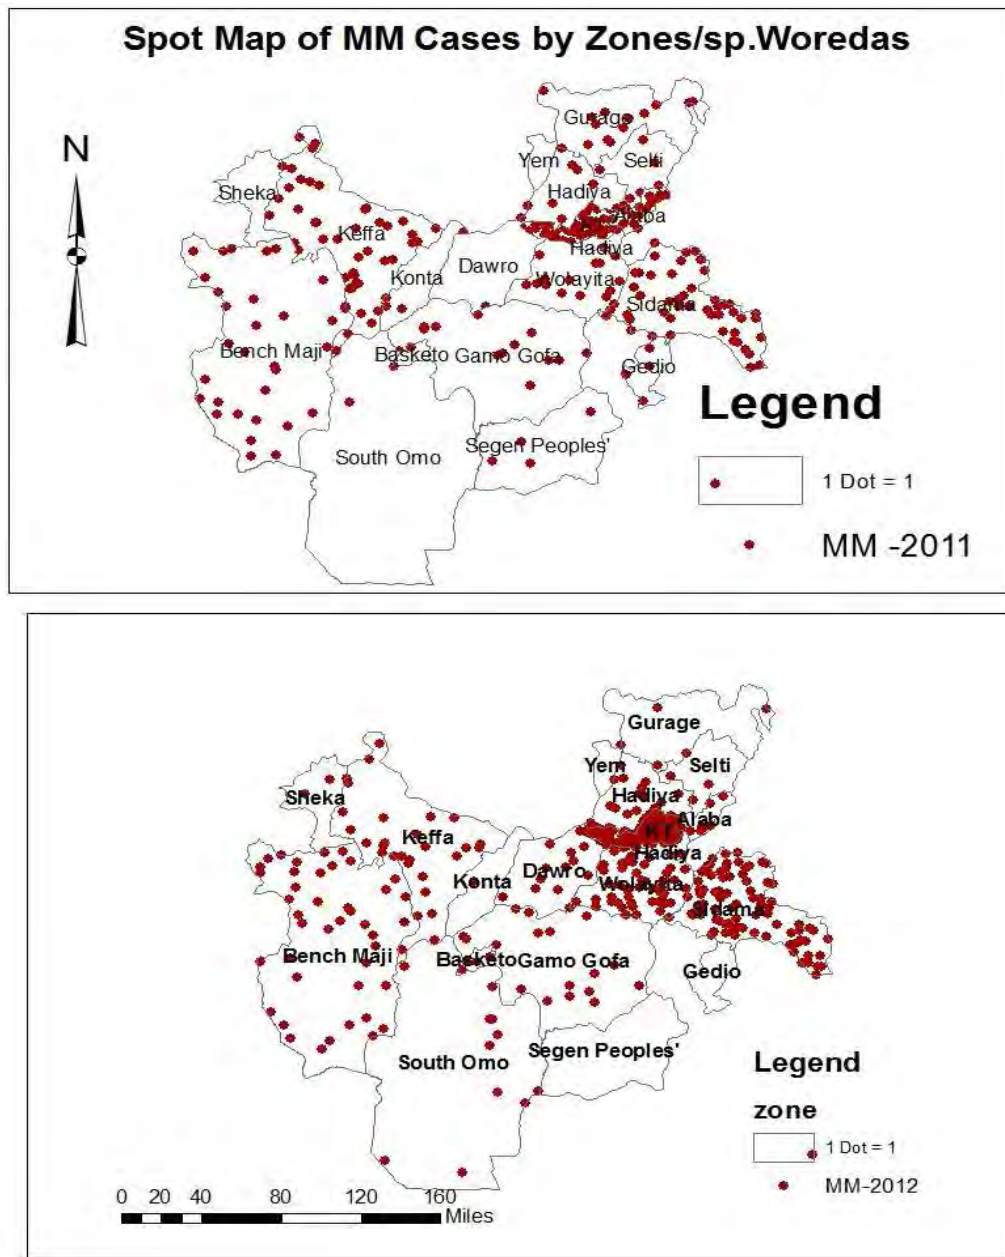 Spot Map of MM Cases by Zones/sp.Woredas
N
Gurage
Yem
Selti
Sheka
Hadiya
Alaba
Keffa
Hadiya
Dawro
Konta
Wolayita
Sidama
Bench Maji
Basketo
Gamo Gofa
Gedio
Legend
South Omo
Segen Peoples'
1 Dot = 1
MM -2011
Gurage
Yem
Selti
Sheka
Hadiya
Alaba
KT
Keffa
Hadiya
Dawro
Konta
Wolayita
Sidama
Bench Maji
Basketo
Gamo Gofa
Gedio
Segen Peoples'
South Omo
Legend
zone
1 Dot = 1
MM-2012
0 20 40 80 120 160
Miles